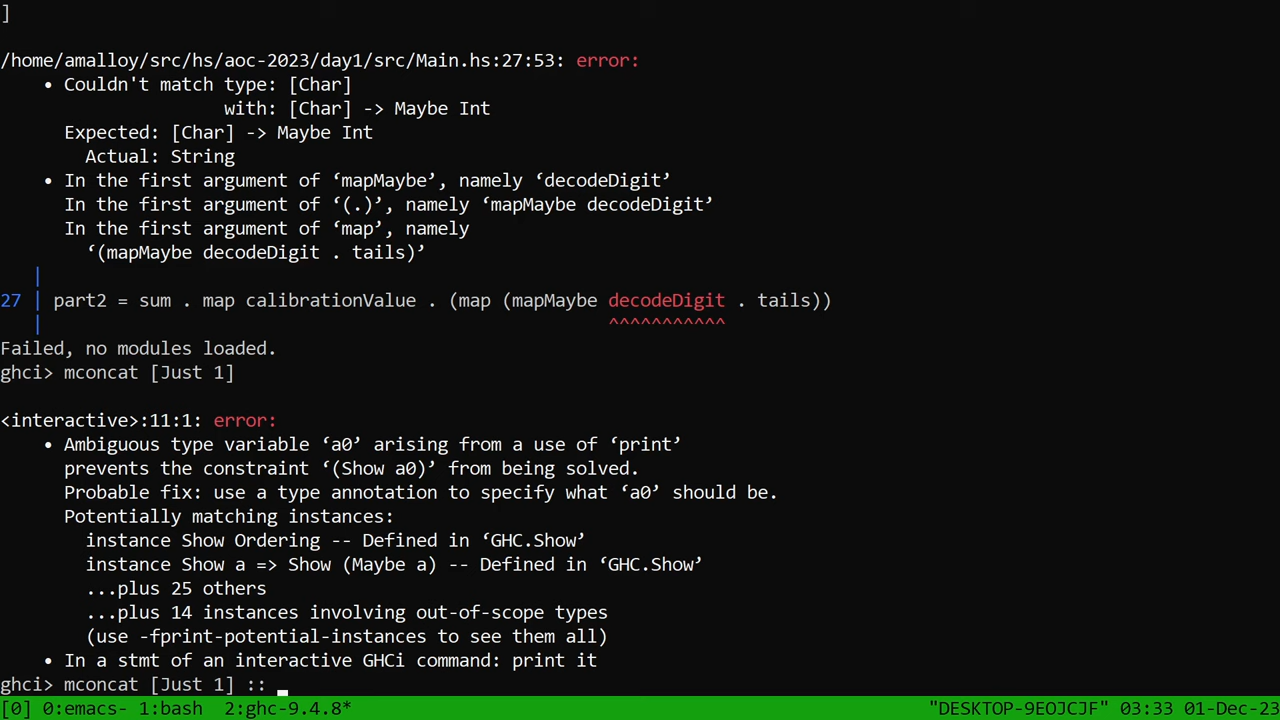 ]
/home/amalloy/src/hs/aoc-2023/day1/src/Main.hs:27:53: error:
• Couldn't match type: [Char]
with: [Char] -> Maybe Int
Expected: [Char] -> Maybe Int
Actual: String
• In the first argument of ‘mapMaybe’, namely ‘decodeDigit’
In the first argument of ‘(.)’, namely ‘mapMaybe decodeDigit’
In the first argument of ‘map’, namely
‘(mapMaybe decodeDigit . tails)’
|
27 | part2 = sum . map calibrationValue . (map (mapMaybe decodeDigit . tails))
| ^^^^^^^^^^^
Failed, no modules loaded.
ghci> mconcat [Just 1]
<interactive>:11:1: error:
• Ambiguous type variable ‘a0’ arising from a use of ‘print’
prevents the constraint ‘(Show a0)’ from being solved.
Probable fix: use a type annotation to specify what ‘a0’ should be.
Potentially matching instances:
instance Show Ordering -- Defined in ‘GHC.Show’
instance Show a => Show (Maybe a) -- Defined in ‘GHC.Show’
...plus 25 others
...plus 14 instances involving out-of-scope types
(use -fprint-potential-instances to see them all)
• In a stmt of an interactive GHCi command: print it
ghci> mconcat [Just 1] :: _
[0] 0:emacs- 1:bash  2:ghc-9.4.8* "DESKTOP-9EOJCJF" 03:33 01-Dec-23